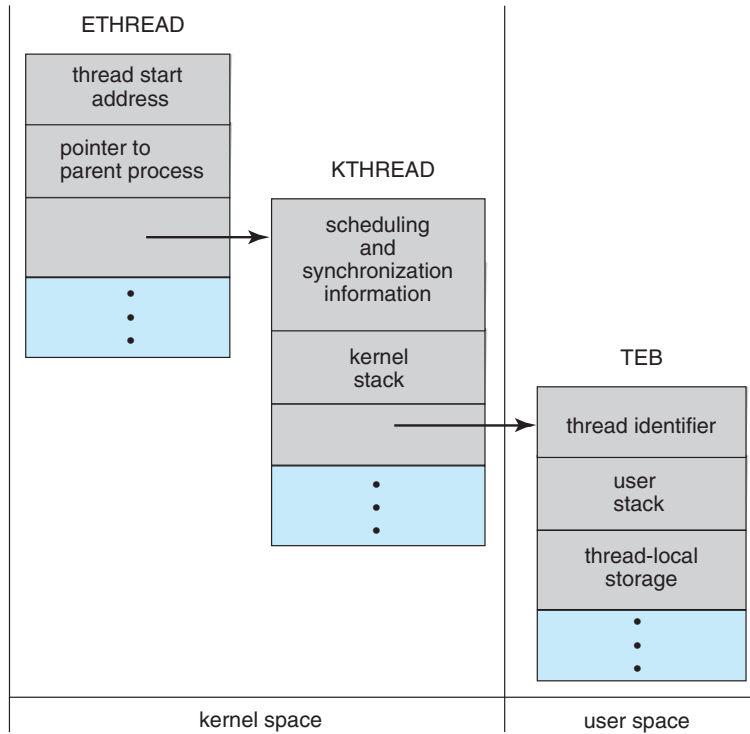 ETHREAD
thread start
address
pointer to
parent process
KTHREAD
scheduling
and
synchronization
information
kernel
stack
TEB
thread identifier
user
stack
thread-local
storage
kernel space
user space